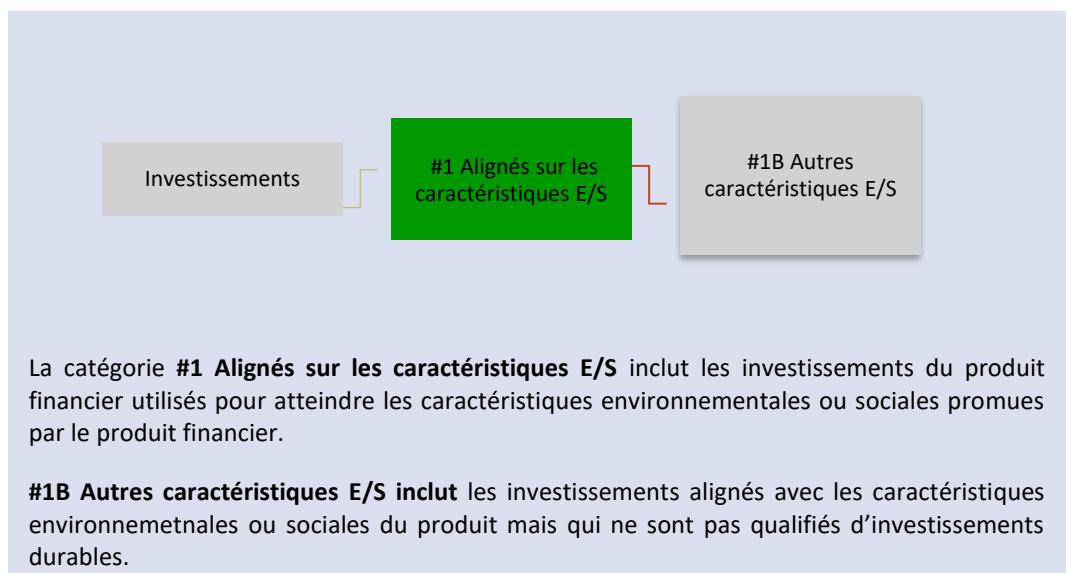 Investissements
#1 Alignés sur les
caractéristiques E/S
#1B Autres
caractéristiques E/S
La catégorie #1 Alignés sur les caractéristiques E/S inclut les investissements du produit
financier utilisés pour atteindre les caractéristiques environnementales ou sociales promues
par le produit financier.
#1B Autres caractéristiques E/S inclut les investissements alignés avec les caractéristiques
environnemetnales ou sociales du produit mais qui ne sont pas qualifiés d’investissements
durables.